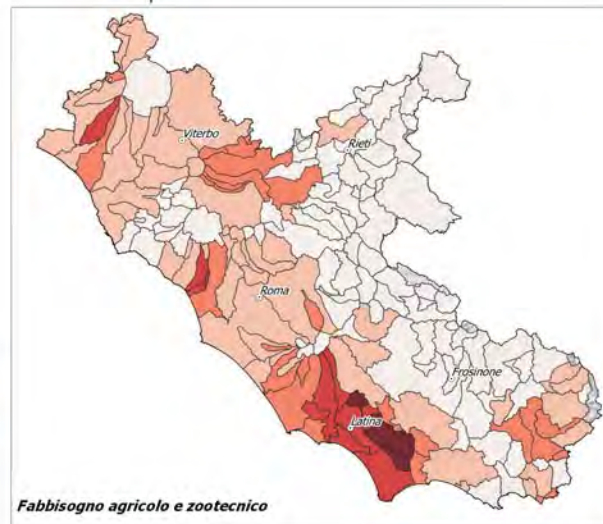 Viterbo
Rieti
Roma
Frosinone
Latina
Fabbisogno agricolo e zootecnico